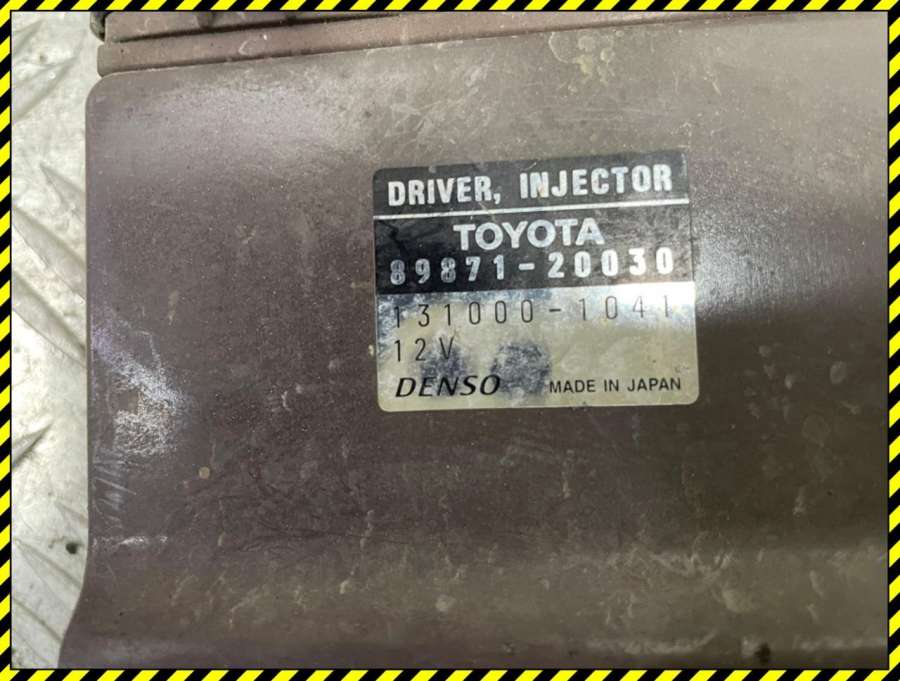 DRIVER, INJECTOR
TOYOTA
89871-20030
131000-1041
12V
DENSO MADE IN JAPAN